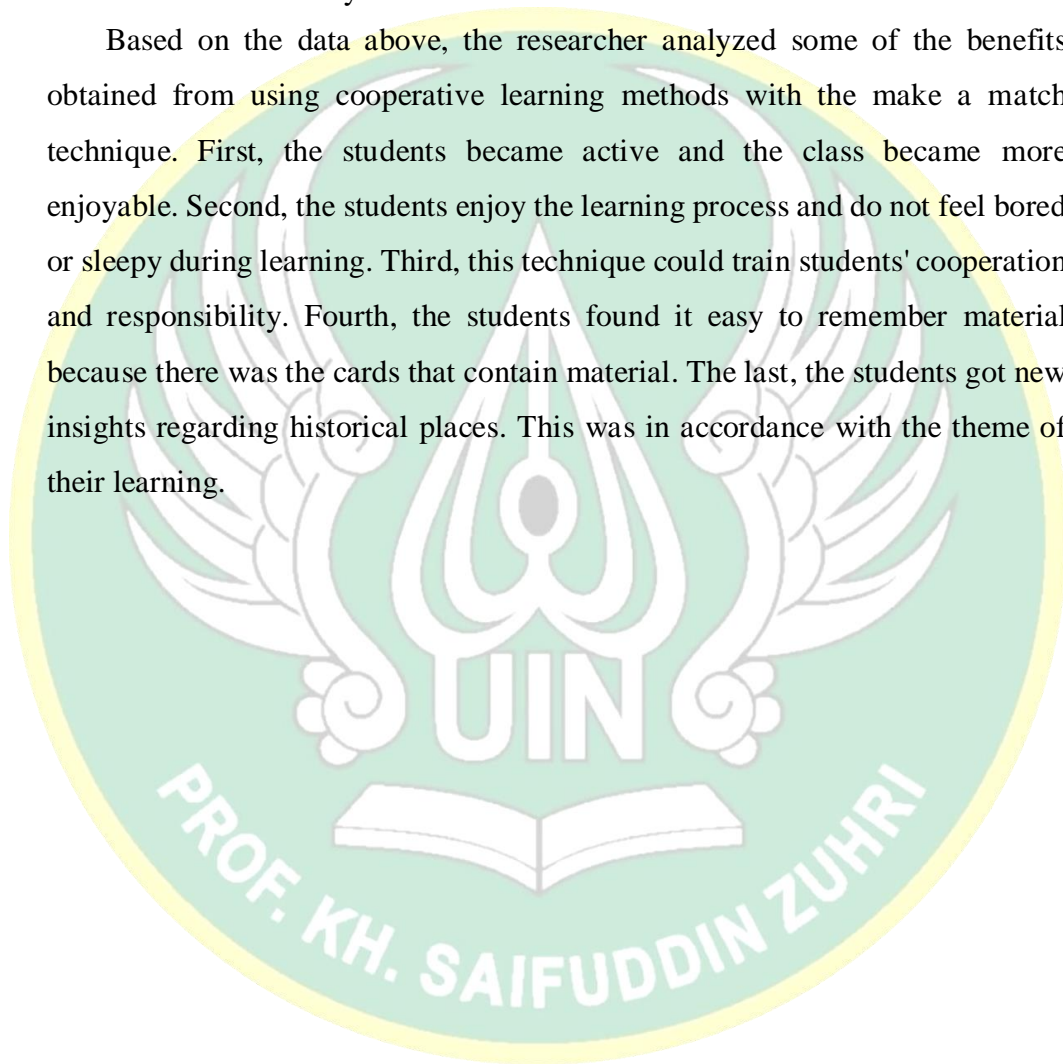 Based on the data above, the researcher analyzed some of the benefits
obtained from using cooperative learning methods with the make a match
technique. First, the students became active and the class became more
enjoyable. Second, the students enjoy the learning process and do not feel bored
or sleepy during learning. Third, this technique could train students' cooperation
and responsibility. Fourth, the students found it easy to remember material
because there was the cards that contain material. The last, the students got new
insights regarding historical places. This was in accordance with the theme of
their learning.
UIN
PROF. KH. SAIFUDDIN ZUHRI